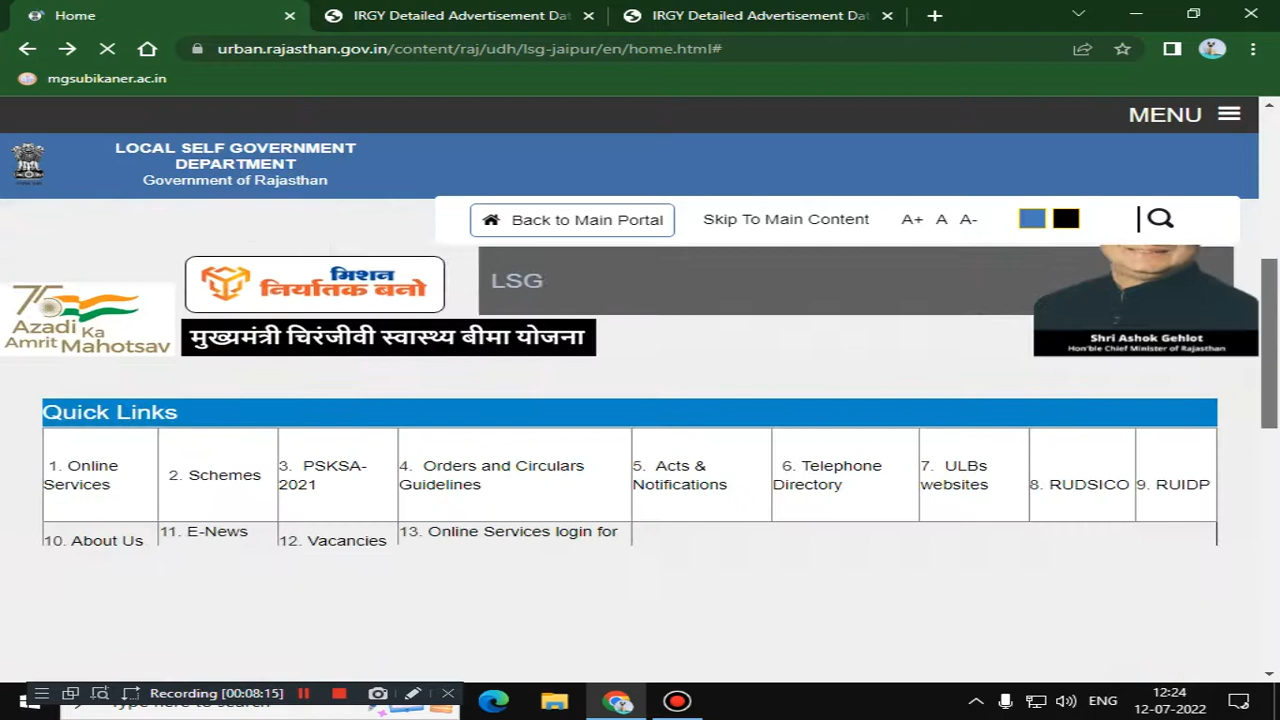 Home
IRGY Detailed Advertisement Dat
IRGY Detailed Advertisement Dat
urban.rajasthan.gov.in/content/raj/udh/lsg-jaipur/en/home.html#
mgsubikaner.ac.in
MENU
LOCAL SELF GOVERNMENT
DEPARTMENT
Government of Rajasthan
Back to Main Portal
Skip To Main Content
A+ A A-
LSG
मिशन
निर्यातक बनो
75
Azadi Ka
Amrit Mahotsav
मुख्यमंत्री चिरंजीवी स्वास्थ्य बीमा योजना
Shri Ashok Gehlot
Hon'ble Chief Minister of Rajasthan
Quick Links
1. Online Services
2. Schemes
3. PSKSA-2021
4. Orders and Circulars Guidelines
5. Acts & Notifications
6. Telephone Directory
7. ULBs websites
8. RUDSICO
9. RUIDP
10. About Us
11. E-News
12. Vacancies
13. Online Services login for
Recording [00:08:15]
Type here to search
ENG
12:24
12-07-2022